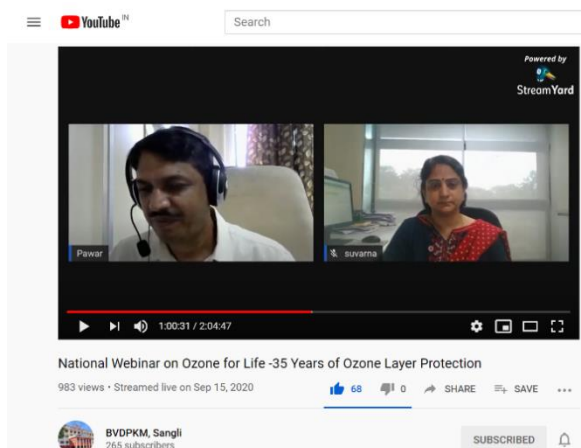 YouTube IN
Search
Powered by
StreamYard
Pawar
suvarna
1:00:31 / 2:04:47
National Webinar on Ozone for Life -35 Years of Ozone Layer Protection
983 views • Streamed live on Sep 15, 2020
68
0
SHARE
SAVE
BVDPKM, Sangli
265 subscribers
SUBSCRIBED